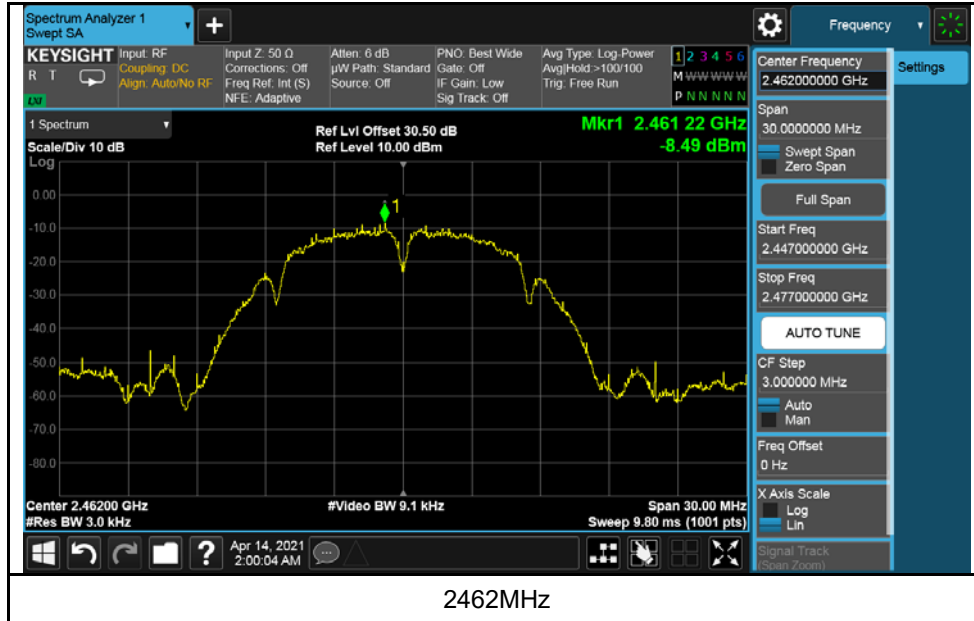 Spectrum Analyzer 1
Swept SA
+
Frequency
KEYSIGHT
R T
LXI
Input: RF
Coupling: DC
Align: Auto/No RF
Input Z: 50 Ω
Corrections: Off
Freq Ref: Int (S)
NFE: Adaptive
Atten: 6 dB
µW Path: Standard
Source: Off
PNO: Best Wide
Gate: Off
IF Gain: Low
Sig Track: Off
Avg Type: Log-Power
Avg|Hold:>100/100
Trig: Free Run
1 2 3 4 5 6
M W W W W W
P N N N N N
1 Spectrum
Scale/Div 10 dB
Log
Ref Lvl Offset 30.50 dB
Ref Level 10.00 dBm
Mkr1 2.461 22 GHz
-8.49 dBm
1
0.00
-10.0
-20.0
-30.0
-40.0
-50.0
-60.0
-70.0
-80.0
Center 2.46200 GHz
#Res BW 3.0 kHz
#Video BW 9.1 kHz
Span 30.00 MHz
Sweep 9.80 ms (1001 pts)
Center Frequency
2.462000000 GHz
Settings
Span
30.0000000 MHz
Swept Span
Zero Span
Full Span
Start Freq
2.447000000 GHz
Stop Freq
2.477000000 GHz
AUTO TUNE
CF Step
3.000000 MHz
Auto
Man
Freq Offset
0 Hz
X Axis Scale
Log
Lin
Signal Track
(Span Zoom)
?
Apr 14, 2021
2:00:04 AM
2462MHz